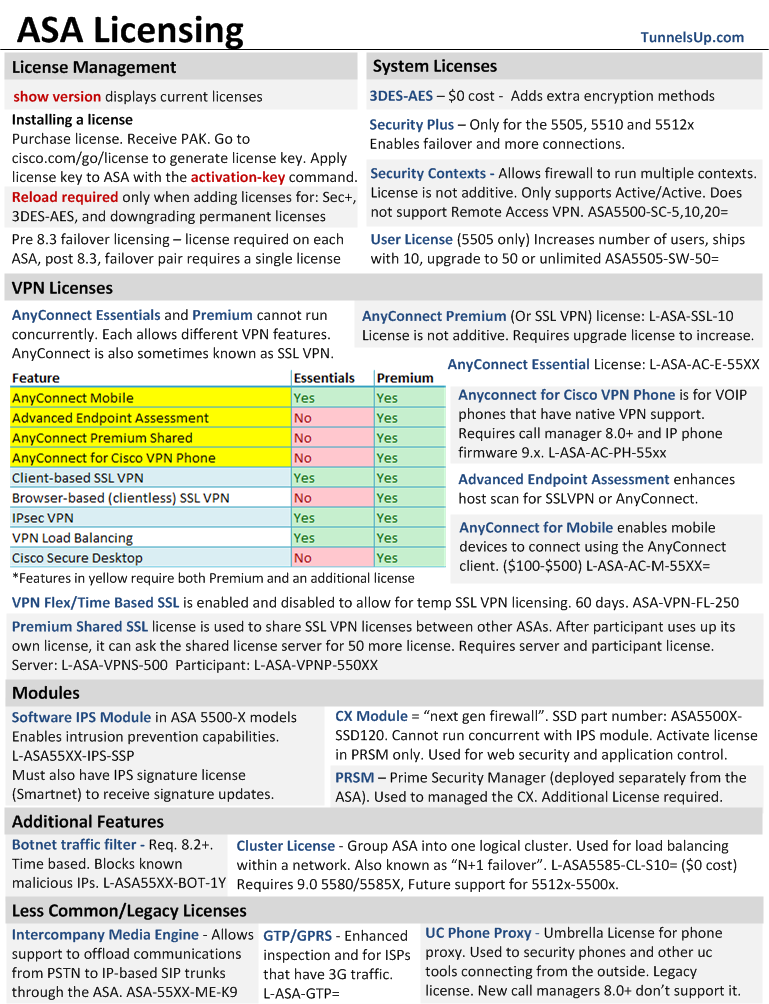 ASA Licensing
TunnelsUp.com
License Management
show version displays current licenses
Installing a license
Purchase license. Receive PAK. Go to
cisco.com/go/license to generate license key. Apply
license key to ASA with the activation-key command.
Reload required only when adding licenses for: Sec+,
3DES-AES, and downgrading permanent licenses
Pre 8.3 failover licensing – license required on each
ASA, post 8.3, failover pair requires a single license
System Licenses
3DES-AES – $0 cost - Adds extra encryption methods
Security Plus – Only for the 5505, 5510 and 5512x
Enables failover and more connections.
Security Contexts - Allows firewall to run multiple contexts.
License is not additive. Only supports Active/Active. Does
not support Remote Access VPN. ASA5500-SC-5,10,20=
User License (5505 only) Increases number of users, ships
with 10, upgrade to 50 or unlimited ASA5505-SW-50=
VPN Licenses
AnyConnect Essentials and Premium cannot run
concurrently. Each allows different VPN features.
AnyConnect is also sometimes known as SSL VPN.
AnyConnect Premium (Or SSL VPN) license: L-ASA-SSL-10
License is not additive. Requires upgrade license to increase.
AnyConnect Essential License: L-ASA-AC-E-55XX
Feature Essentials Premium
AnyConnect Mobile Yes Yes
Advanced Endpoint Assessment No Yes
AnyConnect Premium Shared No Yes
AnyConnect for Cisco VPN Phone No Yes
Client-based SSL VPN Yes Yes
Browser-based (clientless) SSL VPN No Yes
IPsec VPN Yes Yes
VPN Load Balancing Yes Yes
Cisco Secure Desktop No Yes
*Features in yellow require both Premium and an additional license
Anyconnect for Cisco VPN Phone is for VOIP
phones that have native VPN support.
Requires call manager 8.0+ and IP phone
firmware 9.x. L-ASA-AC-PH-55xx
Advanced Endpoint Assessment enhances
host scan for SSLVPN or AnyConnect.
AnyConnect for Mobile enables mobile
devices to connect using the AnyConnect
client. ($100-$500) L-ASA-AC-M-55XX=
VPN Flex/Time Based SSL is enabled and disabled to allow for temp SSL VPN licensing. 60 days. ASA-VPN-FL-250
Premium Shared SSL license is used to share SSL VPN licenses between other ASAs. After participant uses up its
own license, it can ask the shared license server for 50 more license. Requires server and participant license.
Server: L-ASA-VPNS-500 Participant: L-ASA-VPNP-550XX
Modules
Software IPS Module in ASA 5500-X models
Enables intrusion prevention capabilities.
L-ASA55XX-IPS-SSP
Must also have IPS signature license
(Smartnet) to receive signature updates.
CX Module = “next gen firewall”. SSD part number: ASA5500X-
SSD120. Cannot run concurrent with IPS module. Activate license
in PRSM only. Used for web security and application control.
PRSM – Prime Security Manager (deployed separately from the
ASA). Used to managed the CX. Additional License required.
Additional Features
Botnet traffic filter - Req. 8.2+.
Time based. Blocks known
malicious IPs. L-ASA55XX-BOT-1Y
Cluster License - Group ASA into one logical cluster. Used for load balancing
within a network. Also known as “N+1 failover”. L-ASA5585-CL-S10= ($0 cost)
Requires 9.0 5580/5585X, Future support for 5512x-5500x.
Less Common/Legacy Licenses
Intercompany Media Engine - Allows
support to offload communications
from PSTN to IP-based SIP trunks
through the ASA. ASA-55XX-ME-K9
GTP/GPRS - Enhanced
inspection and for ISPs
that have 3G traffic.
L-ASA-GTP=
UC Phone Proxy - Umbrella License for phone
proxy. Used to security phones and other uc
tools connecting from the outside. Legacy
license. New call managers 8.0+ don’t support it.